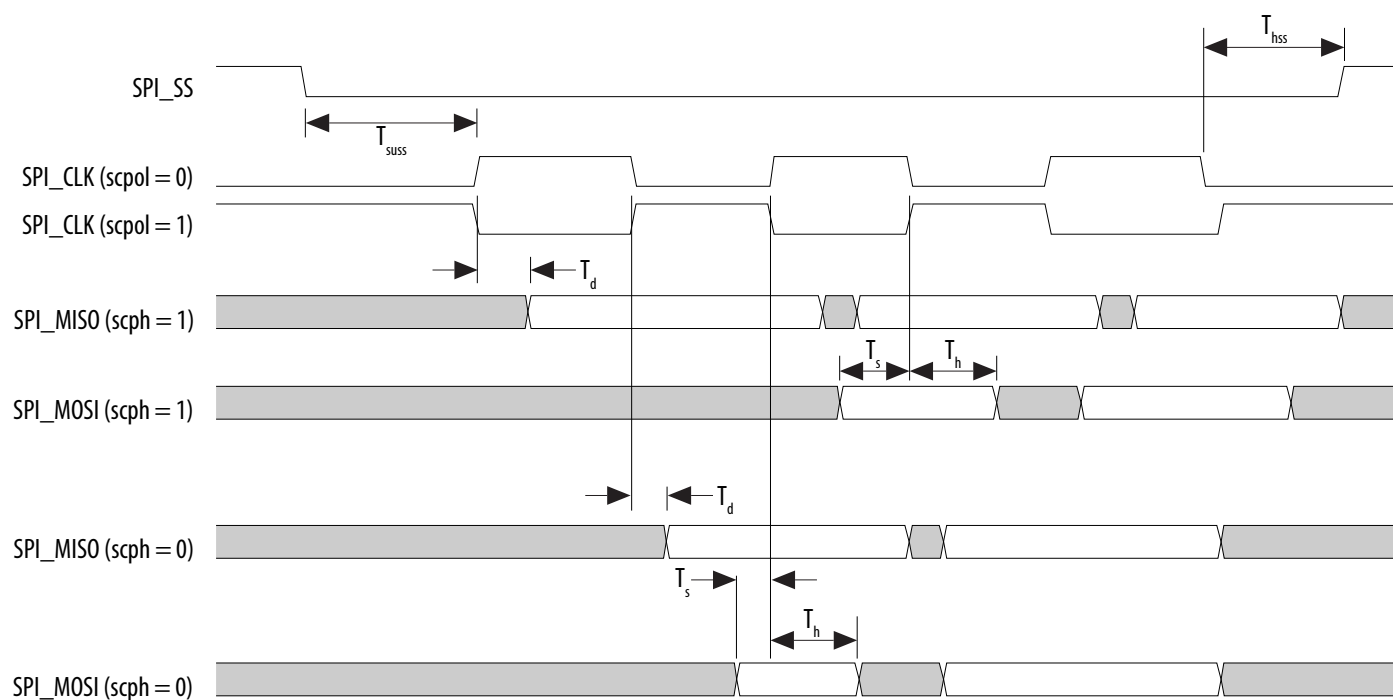 T_hss
SPI_SS
T_suss
SPI_CLK (scpol = 0)
SPI_CLK (scpol = 1)
T_d
SPI_MISO (scph = 1)
T_s T_h
SPI_MOSI (scph = 1)
T_d
SPI_MISO (scph = 0)
T_s
T_h
SPI_MOSI (scph = 0)